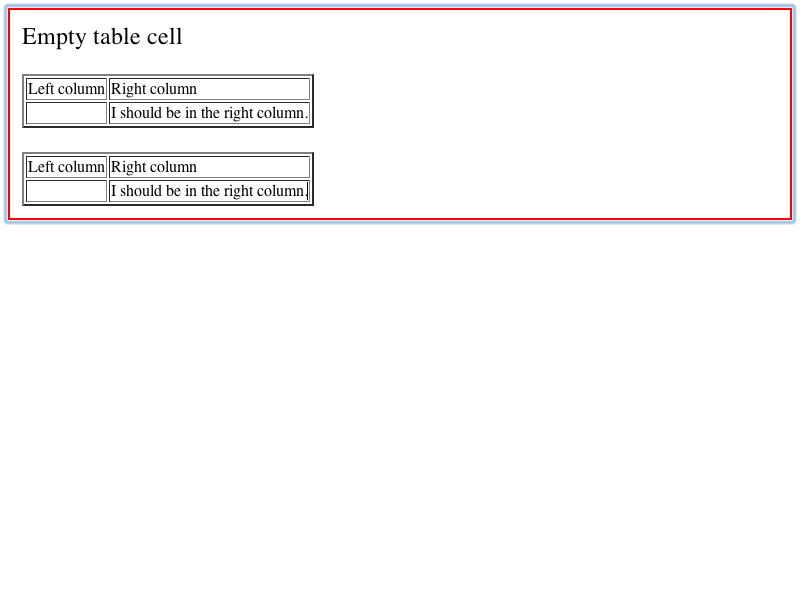 Empty table cell
Left column Right column
I should be in the right column.
Left column Right column
I should be in the right column.